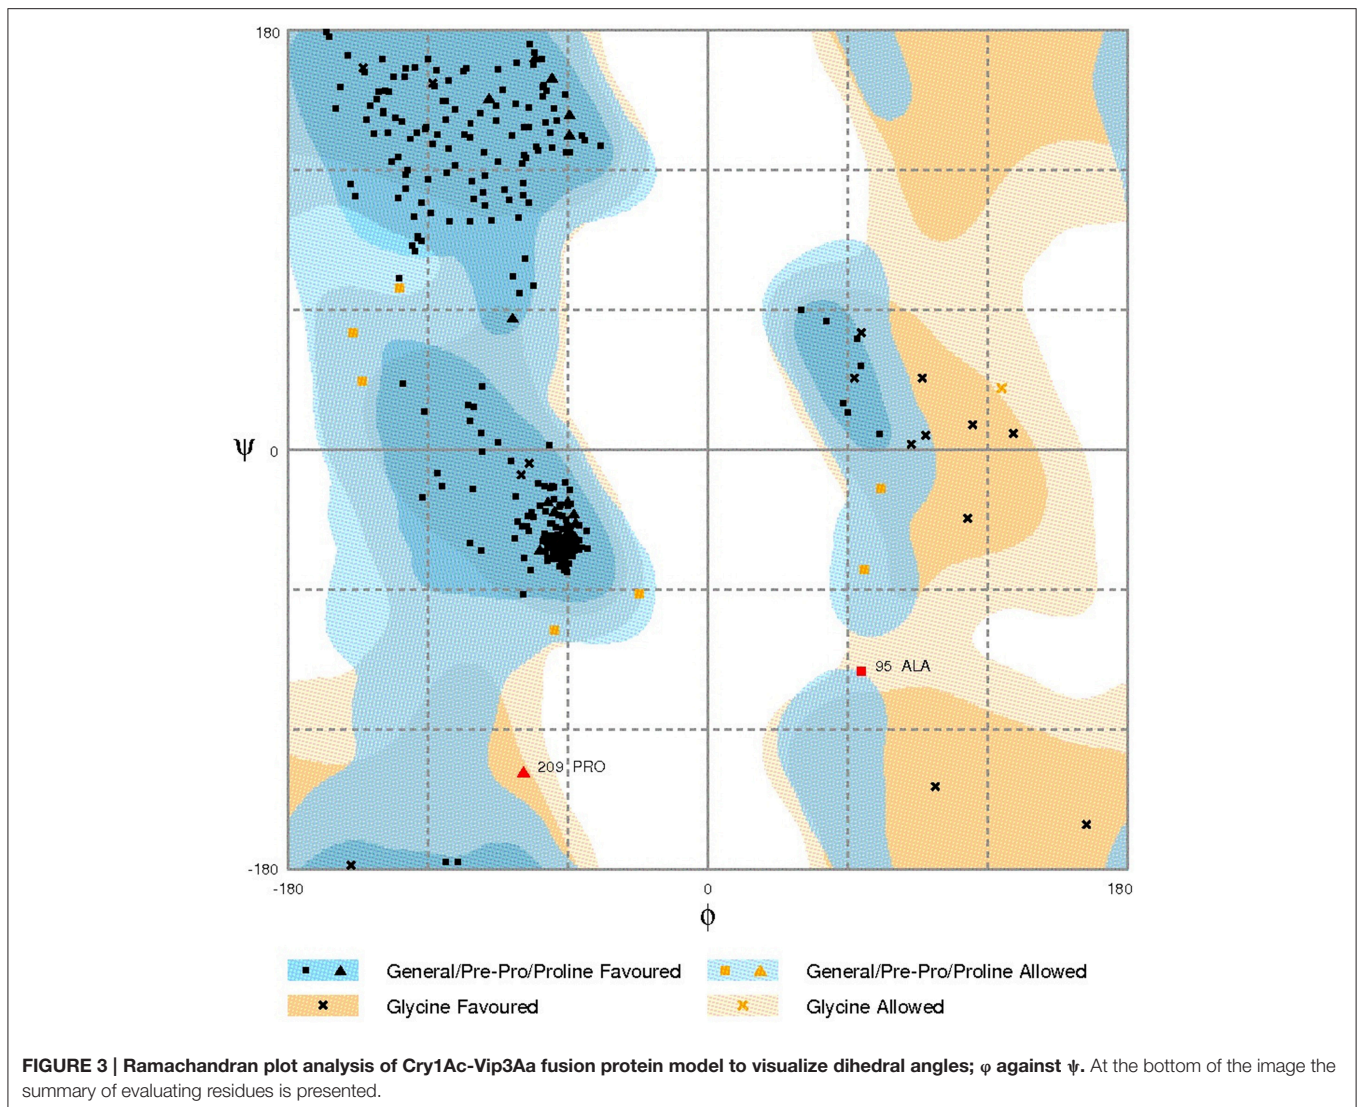 180
95 ALA
ψ
0
209 PRO
-180
-180
0
180
ϕ
General/Pre-Pro/Proline Favoured
General/Pre-Pro/Proline Allowed
Glycine Favoured
Glycine Allowed
FIGURE 3 | Ramachandran plot analysis of Cry1Ac-Vip3Aa fusion protein model to visualize dihedral angles; φ against ψ. At the bottom of the image the
summary of evaluating residues is presented.